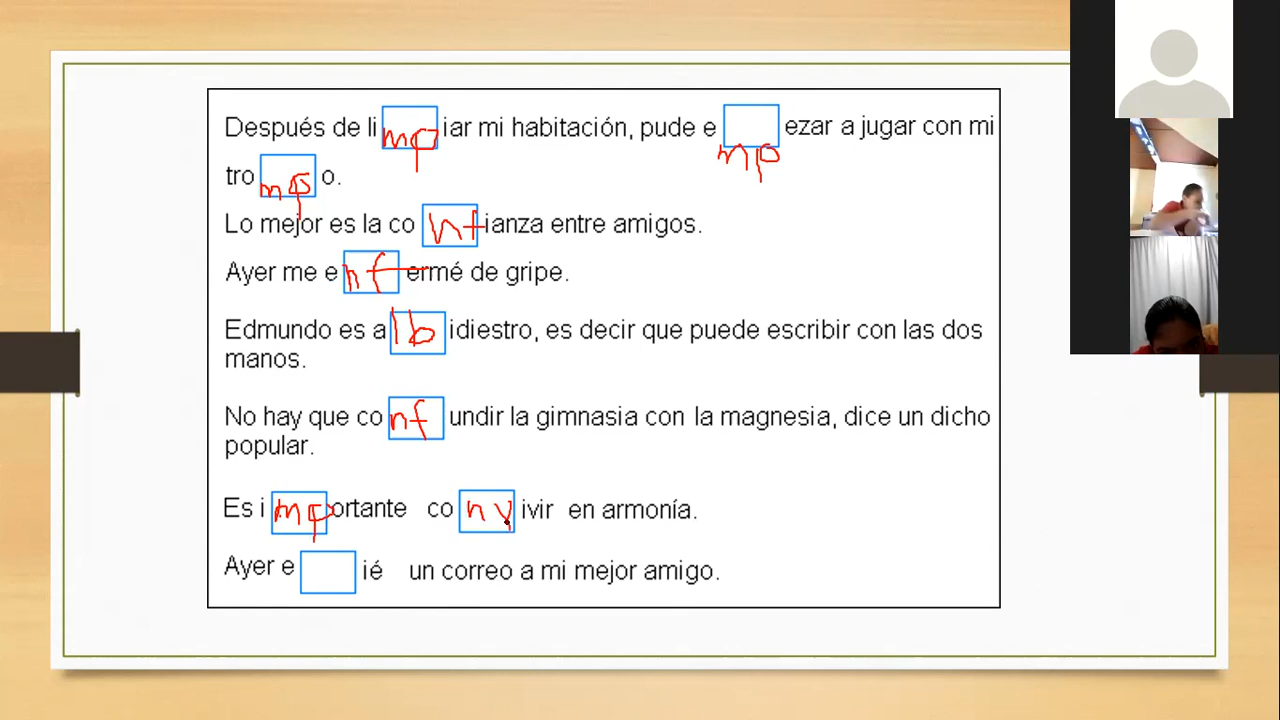 Después de li mp iar mi habitación, pude e mp ezar a jugar con mi
tro mp o.
Lo mejor es la co nf ianza entre amigos.
Ayer me e nf ermé de gripe.
Edmundo es a lb idiestro, es decir que puede escribir con las dos
manos.
No hay que co nf undir la gimnasia con la magnesia, dice un dicho
popular.
Es i mp ortante co nv ivir en armonía.
Ayer e ié un correo a mi mejor amigo.